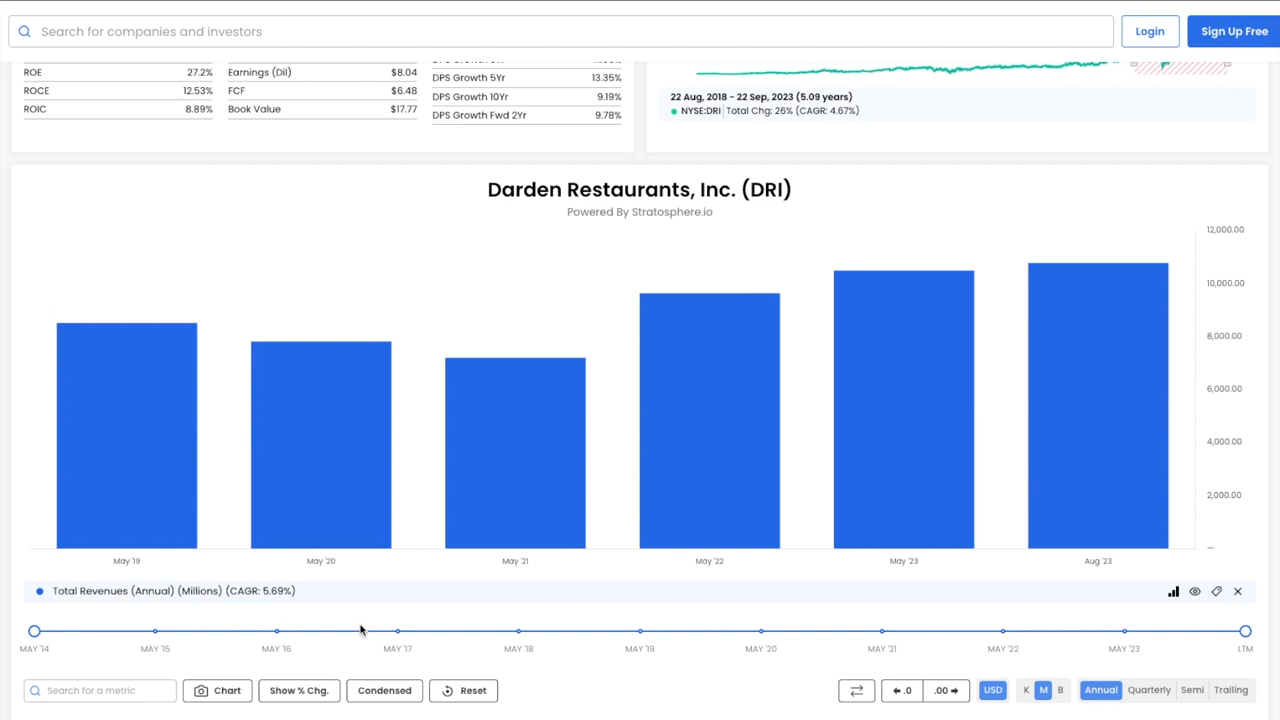 Search for companies and investors
Login
Sign Up Free
ROE 27.2%
ROCE 12.53%
ROIC 8.89%
Earnings (Dil) $8.04
FCF $6.48
Book Value $17.77
DPS Growth 5Yr 13.35%
DPS Growth 10Yr 9.19%
DPS Growth Fwd 2Yr 9.78%
22 Aug, 2018 - 22 Sep, 2023 (5.09 years)
NYSE:DRI Total Chg: 26% (CAGR: 4.67%)
Darden Restaurants, Inc. (DRI)
Powered By Stratosphere.io
12,000.00
10,000.00
8,000.00
6,000.00
4,000.00
2,000.00
—
May '19 May '20 May '21 May '22 May '23 Aug '23
Total Revenues (Annual) (Millions) (CAGR: 5.69%)
MAY '14 MAY '15 MAY '16 MAY '17 MAY '18 MAY '19 MAY '20 MAY '21 MAY '22 MAY '23 LTM
Search for a metric Chart Show % Chg. Condensed Reset .0 .00 USD K M B Annual Quarterly Semi Trailing